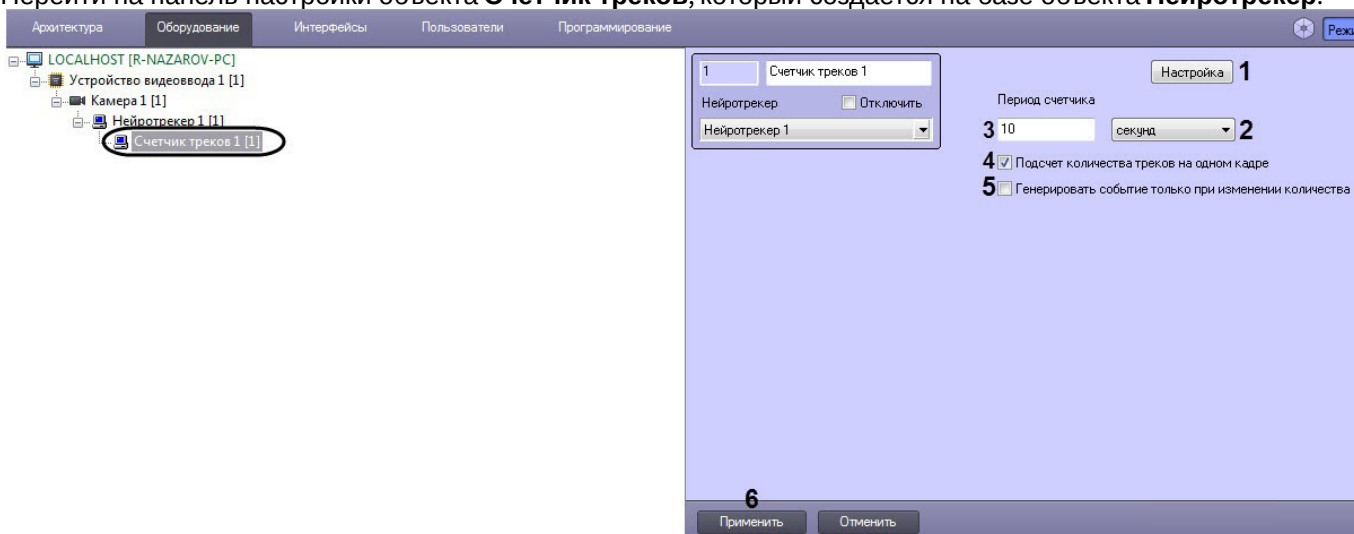 Перейти на панель настройки объекта Счетчик треков, который создается на базе объекта Нейротрекер.
Архитектура Оборудование Интерфейсы Пользователи Программирование
LOCALHOST [R-NAZAROV-PC]
Устройство видеоввода 1 [1]
Камера 1 [1]
Нейротрекер 1 [1]
Счетчик треков 1 [1]
1 Счетчик треков 1
Нейротрекер Отключить
Нейротрекер 1
Настройка 1
Период счетчика
3 10 секунд 2
4 Подсчет количества треков на одном кадре
5 Генерировать событие только при изменении количества
6
Применить Отменить